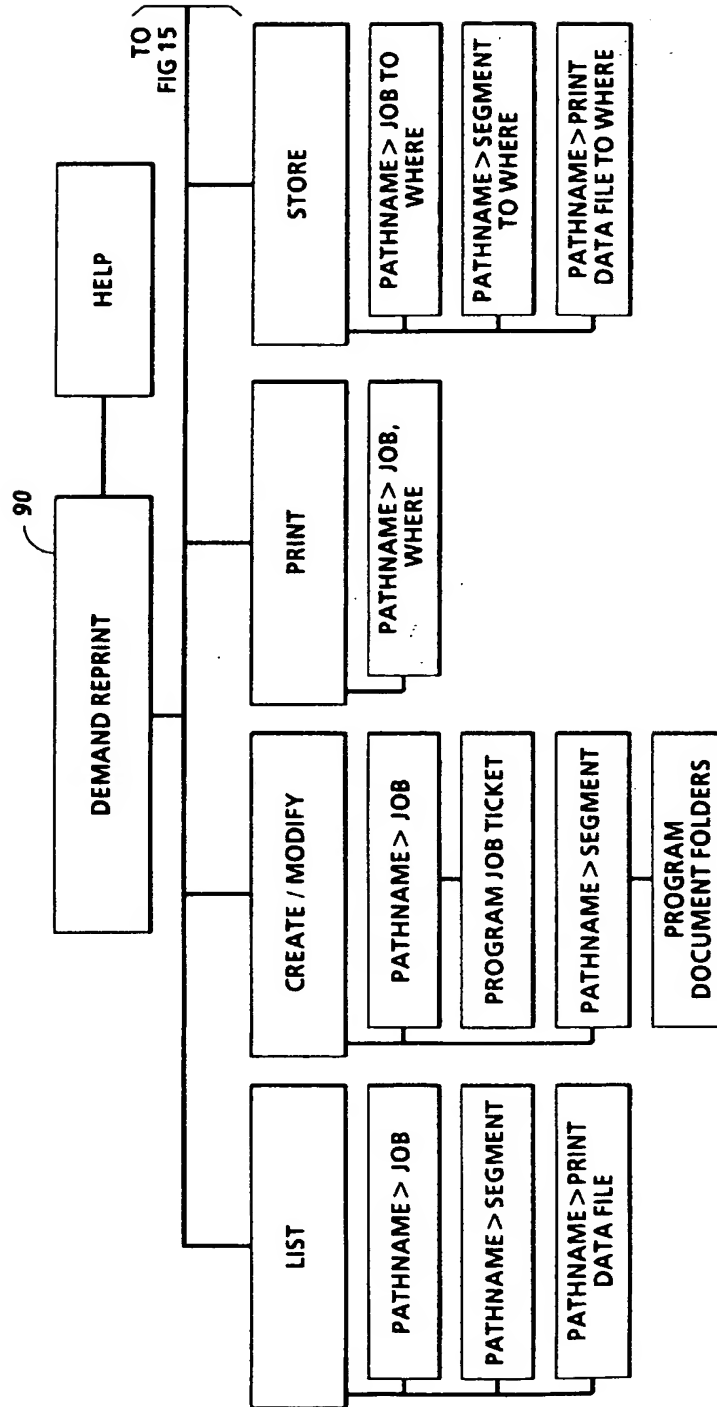 90
DEMAND REPRINT
HELP
TO
FIG 15
LIST
PATHNAME > JOB
PATHNAME > SEGMENT
PATHNAME > PRINT
DATA FILE
CREATE / MODIFY
PATHNAME > JOB
PROGRAM JOB TICKET
PATHNAME > SEGMENT
PROGRAM
DOCUMENT FOLDERS
PRINT
PATHNAME > JOB,
WHERE
STORE
PATHNAME > JOB TO
WHERE
PATHNAME > SEGMENT
TO WHERE
PATHNAME > PRINT
DATA FILE TO WHERE